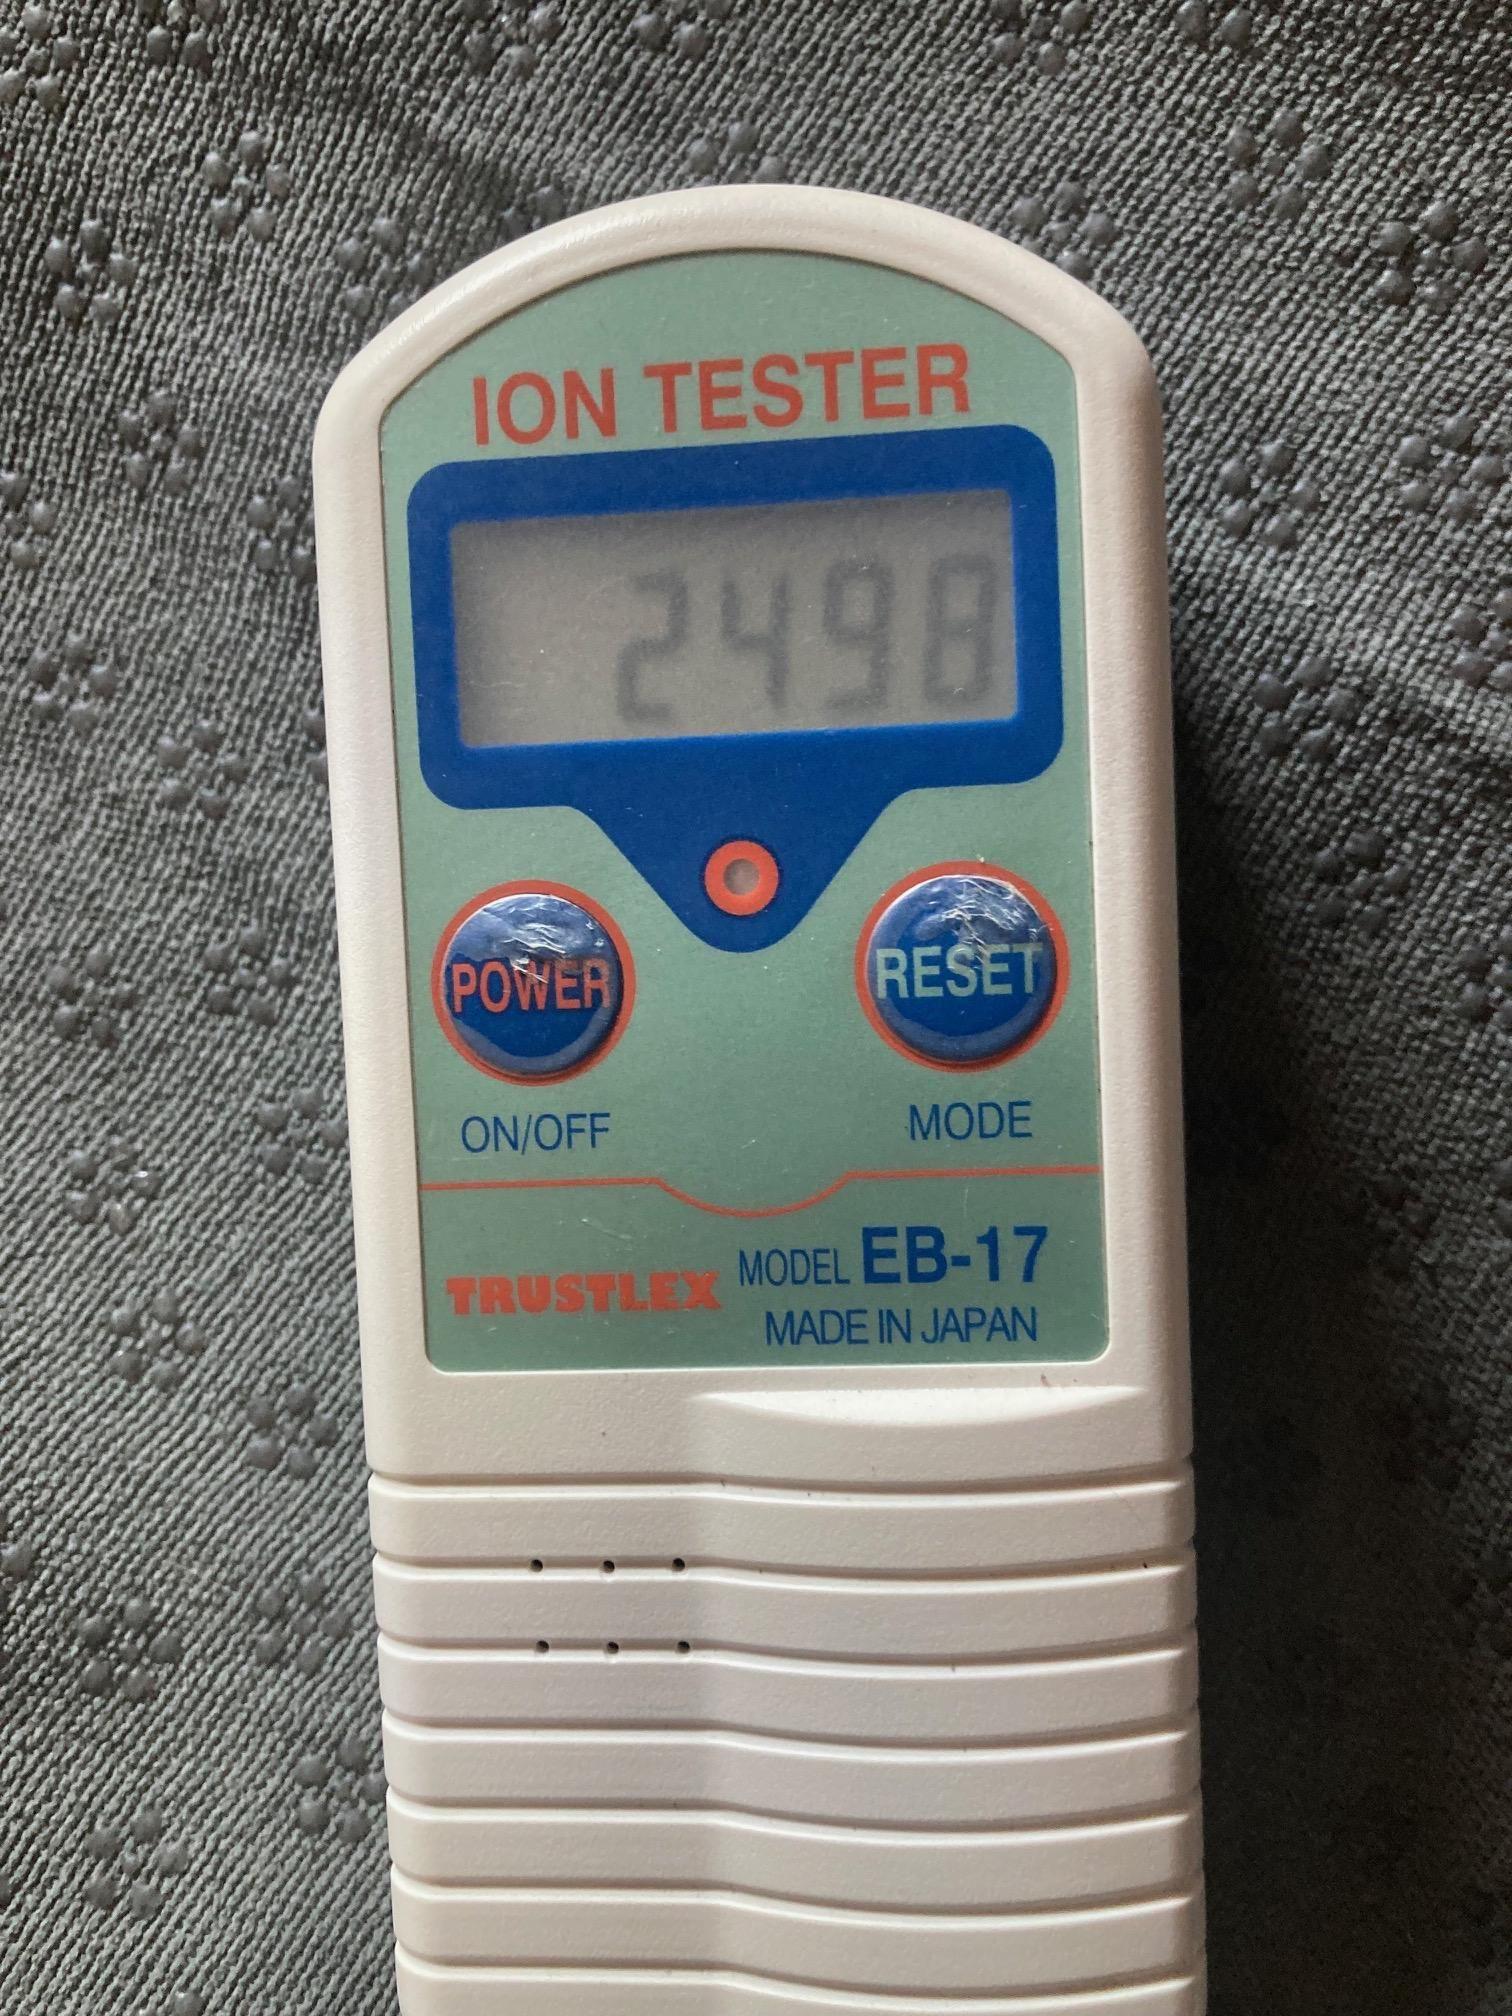 ION TESTER
2498
POWER
RESET
ON/OFF
MODE
TRUSTLEX
MODEL EB-17
MADE IN JAPAN